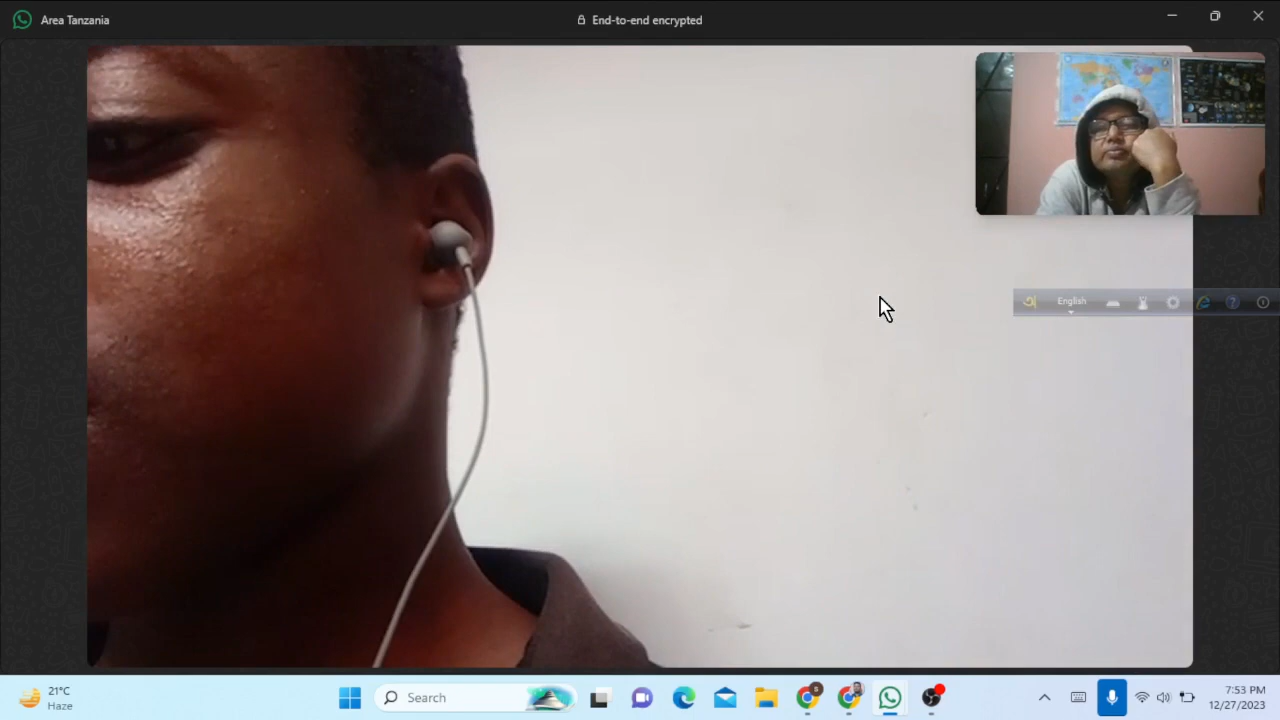 Area Tanzania
End-to-end encrypted
English
21°C
Haze
Search
7:53 PM
12/27/2023